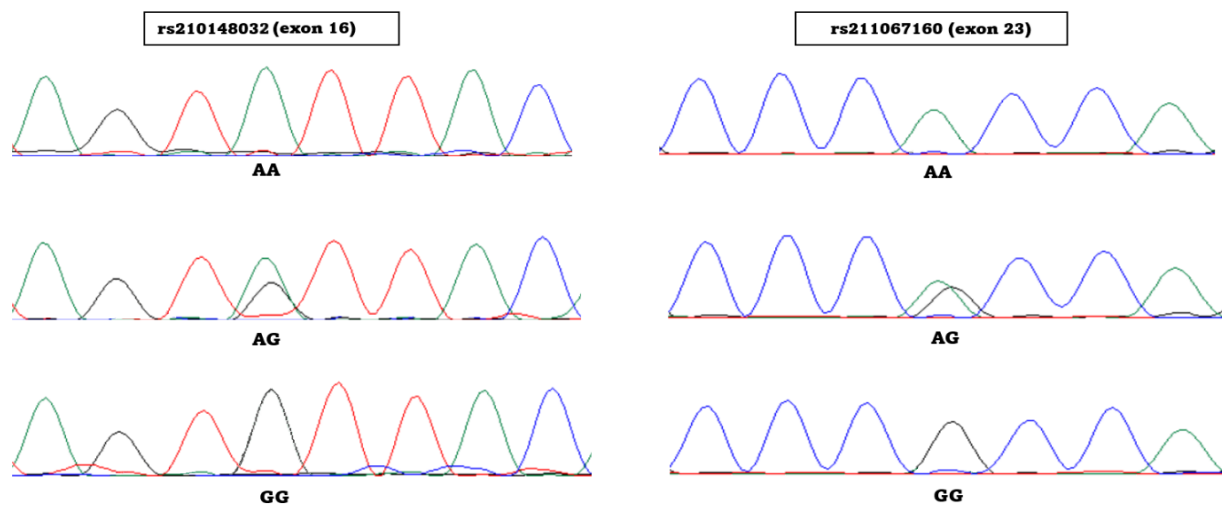 rs210148032 (exon 16)
rs211067160 (exon 23)
AA
AA
AG
AG
GG
GG